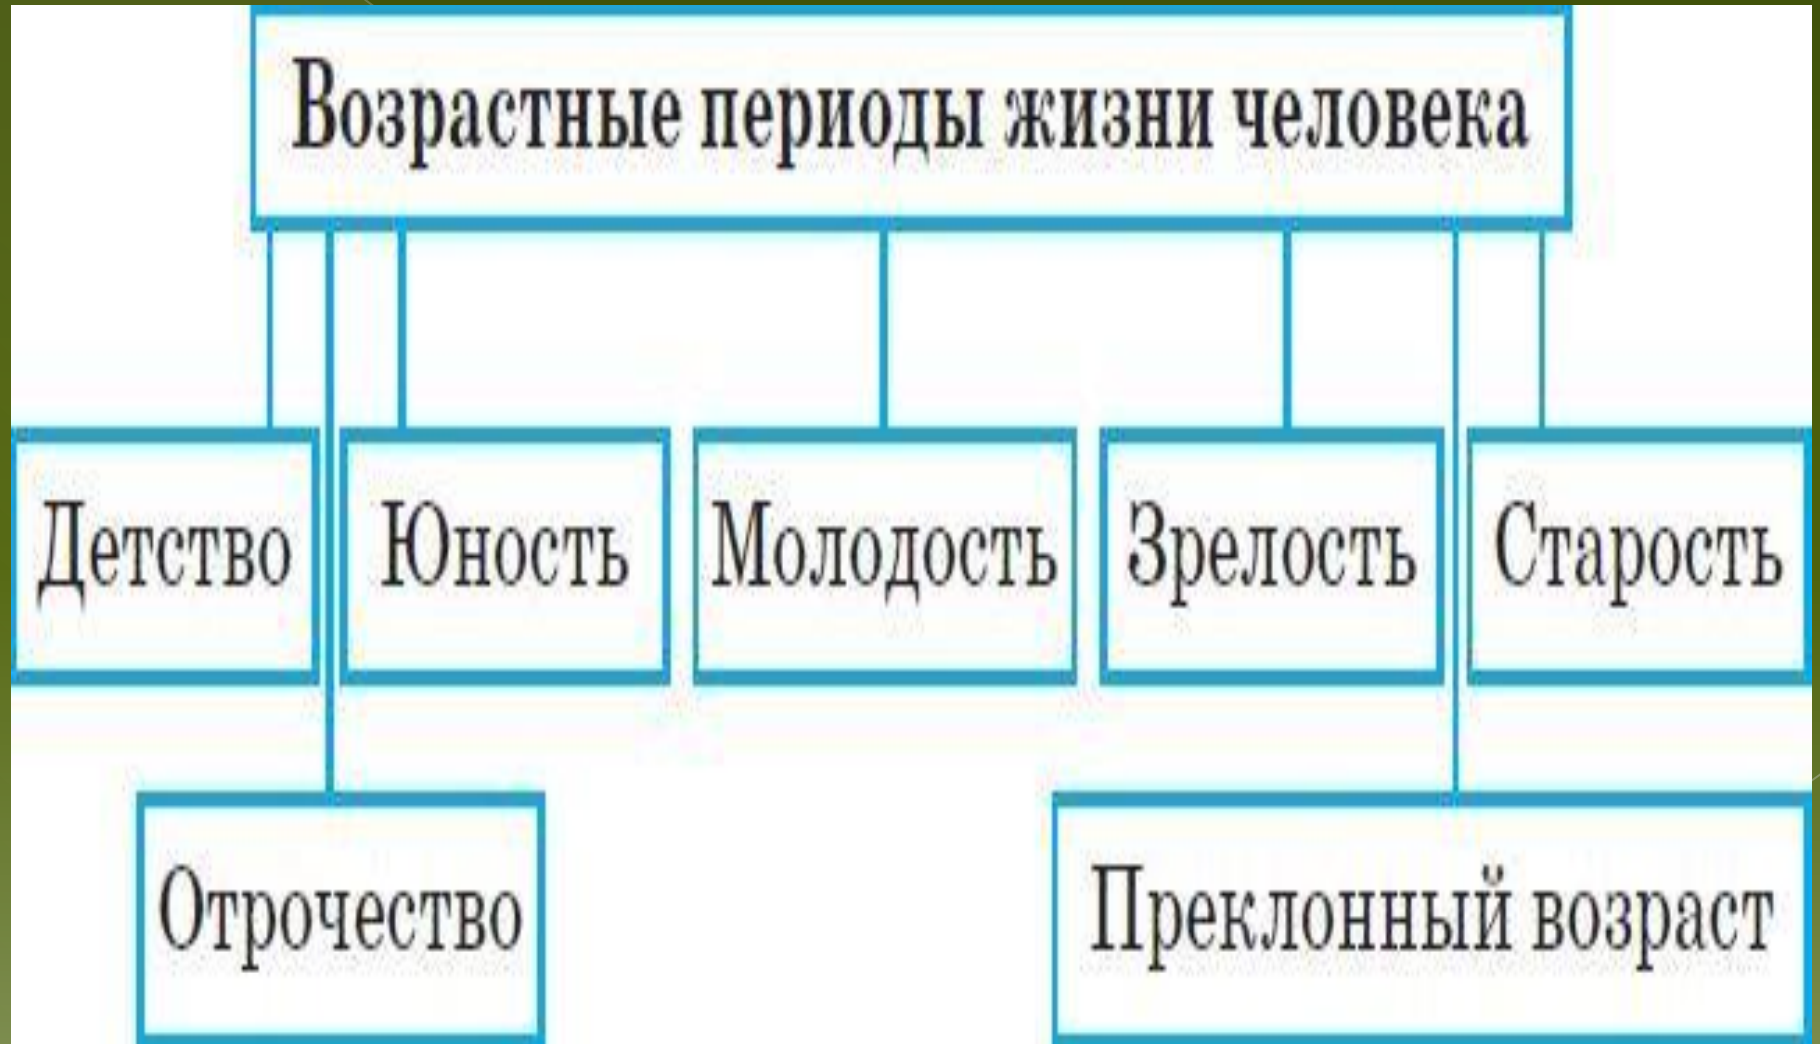 Возрастные периоды жизни человека
Детство
Юность
Молодость
Зрелость
Старость
Отрочество
Преклонный возраст